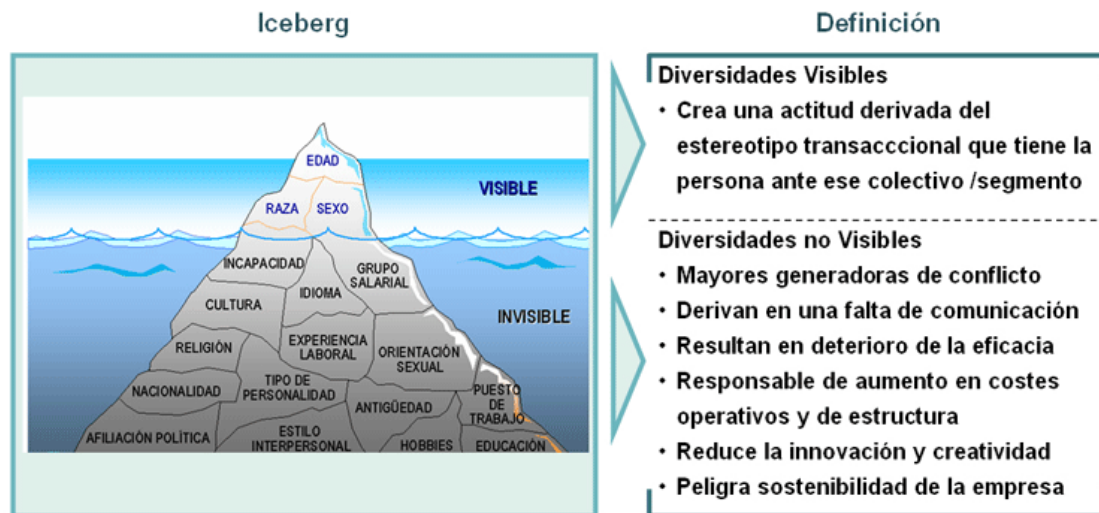 Iceberg
EDAD
VISIBLE
RAZA
SEXO
INCAPACIDAD
GRUPO
SALARIAL
IDIOMA
CULTURA
INVISIBLE
EXPERIENCIA
LABORAL
RELIGIÓN
ORIENTACIÓN
SEXUAL
NACIONALIDAD
TIPO DE
PERSONALIDAD
PUESTO
DE
TRABAJO
ANTIGÜEDAD
AFILIACIÓN POLÍTICA
ESTILO
INTERPERSONAL
HOBBIES
EDUCACIÓN
Definición
Diversidades Visibles
• Crea una actitud derivada del
estereotipo transacccional que tiene la
persona ante ese colectivo /segmento
Diversidades no Visibles
• Mayores generadoras de conflicto
• Derivan en una falta de comunicación
• Resultan en deterioro de la eficacia
• Responsable de aumento en costes
operativos y de estructura
• Reduce la innovación y creatividad
• Peligra sostenibilidad de la empresa